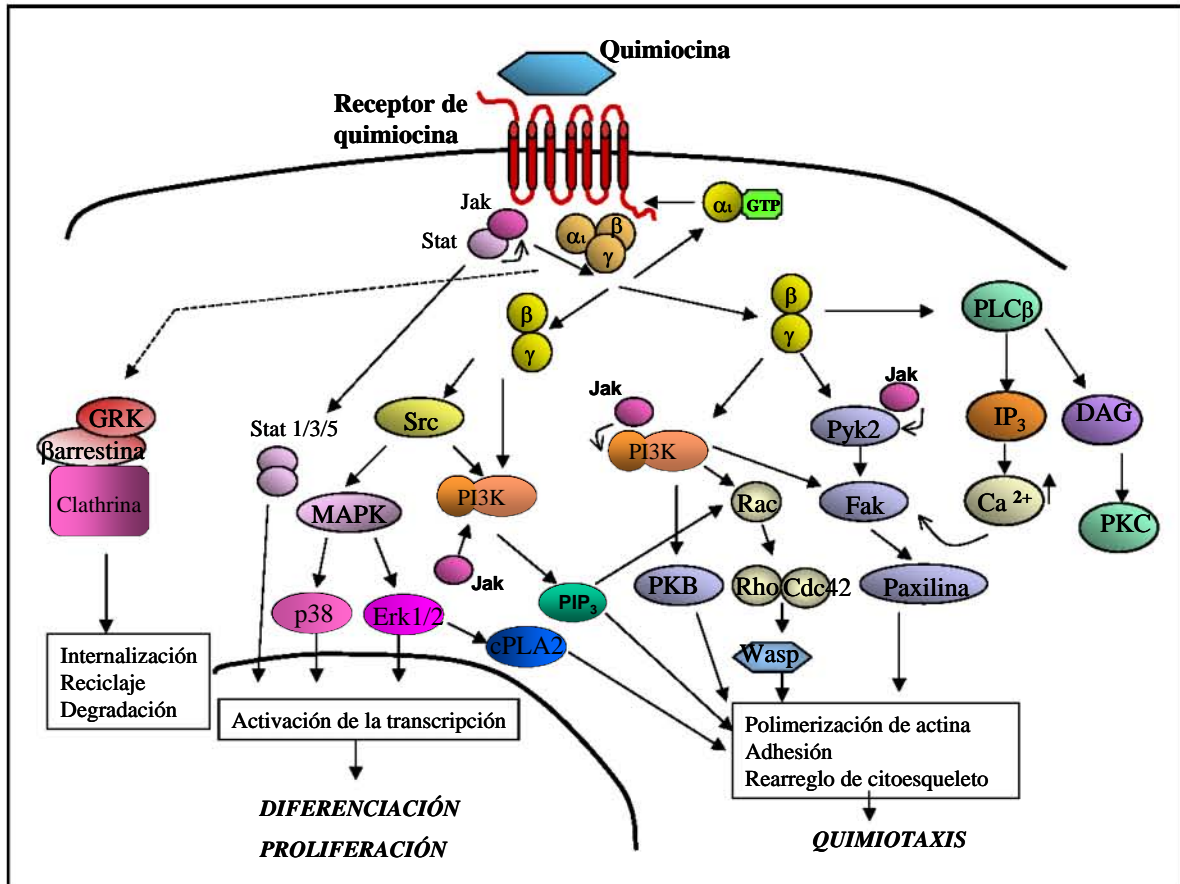 Quimiocina
Receptor de
quimiocina
Jak
Stat
αι
β
γ
αι
GTP
β
γ
β
γ
PLCβ
Jak
Jak
GRK
βarrestina
Clathrina
Stat 1/3/5
Src
PI3K
Pyk2
IP3
DAG
MAPK
PI3K
Rac
Fak
Ca 2+
PKC
Jak
p38
Erk1/2
PIP3
PKB
Rho
Cdc42
Paxilina
cPLA2
Wasp
Internalización
Reciclaje
Degradación
Activación de la transcripción
Polimerización de actina
Adhesión
Rearreglo de citoesqueleto
DIFERENCIACIÓN
PROLIFERACIÓN
QUIMIOTAXIS